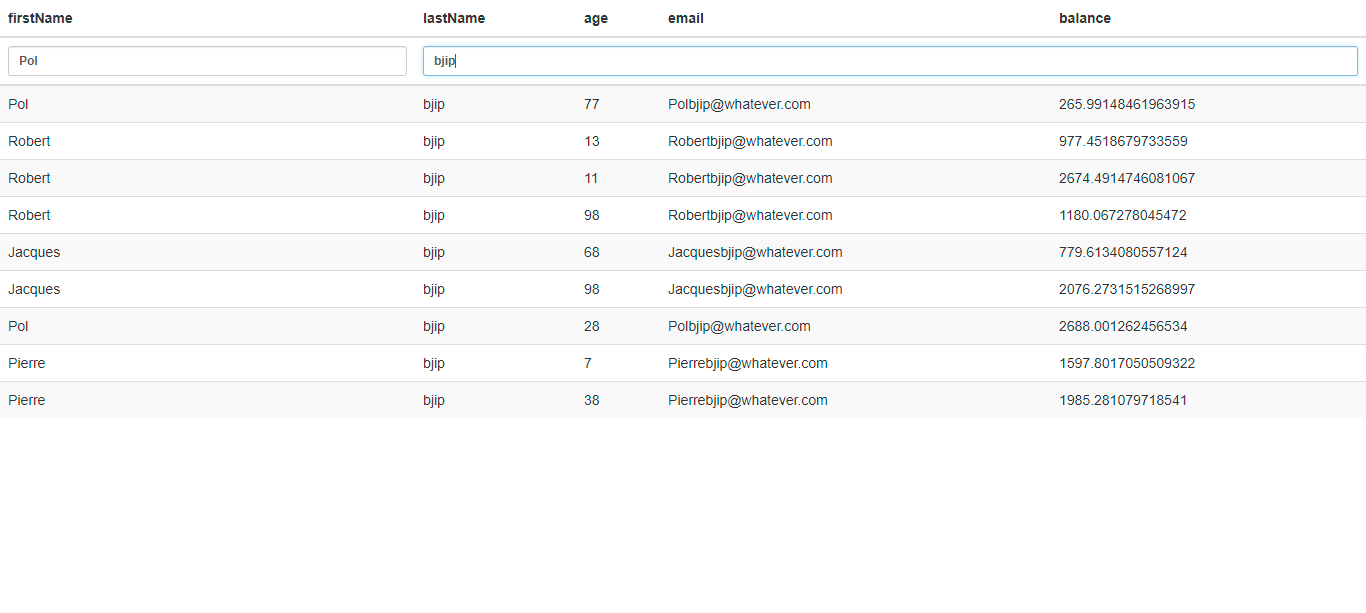 firstName lastName age email balance
Pol bjip
Pol bjip 77 Polbjip@whatever.com 265.99148461963915
Robert bjip 13 Robertbjip@whatever.com 977.4518679733559
Robert bjip 11 Robertbjip@whatever.com 2674.4914746081067
Robert bjip 98 Robertbjip@whatever.com 1180.067278045472
Jacques bjip 68 Jacquesbjip@whatever.com 779.6134080557124
Jacques bjip 98 Jacquesbjip@whatever.com 2076.2731515268997
Pol bjip 28 Polbjip@whatever.com 2688.001262456534
Pierre bjip 7 Pierrebjip@whatever.com 1597.8017050509322
Pierre bjip 38 Pierrebjip@whatever.com 1985.281079718541